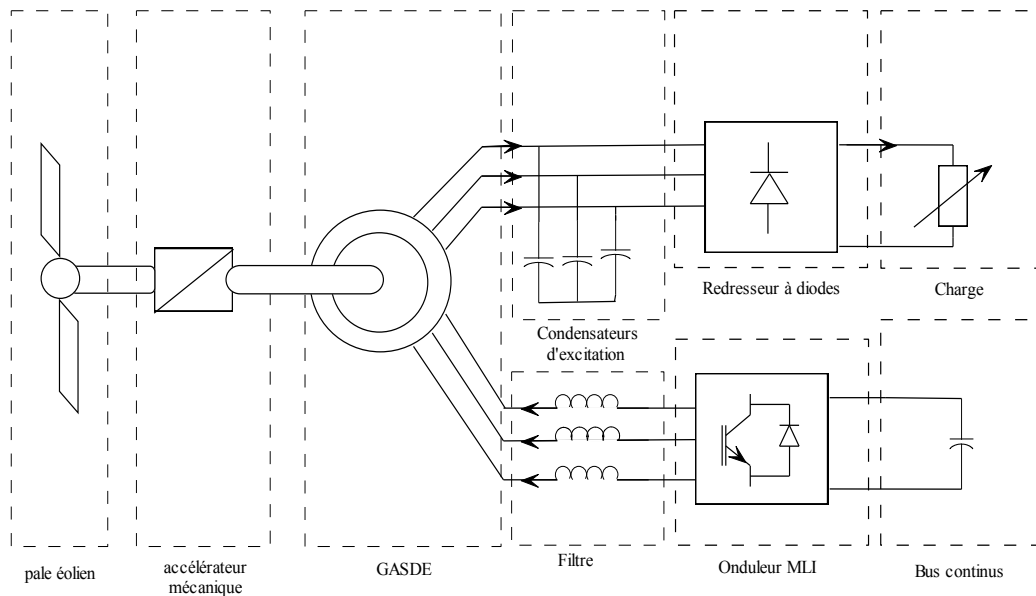 Redresseur à diodes
Charge
Condensateurs
d'excitation
pale éolien
accélérateur
mécanique
GASDE
Filtre
Onduleur MLI
Bus continus